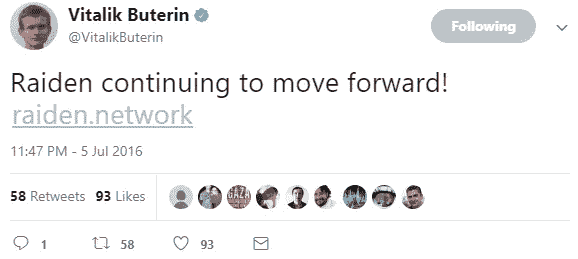 Vitalik Buterin
@VitalikButerin
Following
Raiden continuing to move forward!
raiden.network
11:47 PM - 5 Jul 2016
58 Retweets 93 Likes
GAZA
1 58 93